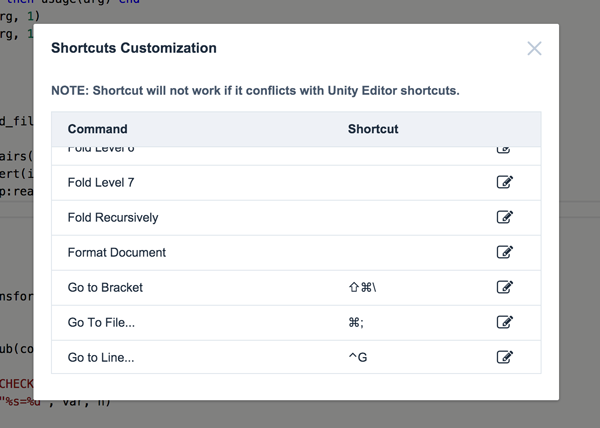 then usage(arg) end
rg, 1)
rg, 1
Shortcuts Customization
NOTE: Shortcut will not work if it conflicts with Unity Editor shortcuts.
d_fil
Command Shortcut
airs(
Fold Level 6
ert(i
Fold Level 7
p:rea
Fold Recursively
Format Document
Go to Bracket ⇧⌘\
nsfor
Go To File... ⌘;
ub(co
Go to Line... ^G
CHECK
"%s=%d", var, n)